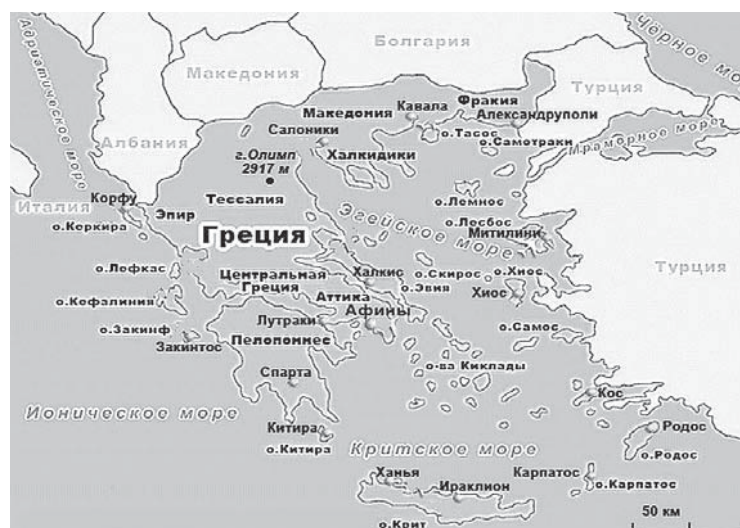 Адриатическое море
Болгария
Чёрное мо
Македония
Турция
Македония
Кавала
Фракия
Александруполи
Албания
Салоники
о.Тасос
о.Самотраки
Мраморное море
г.Олимп
2917 м
Халкидики
Италия
Корфу
Тессалия
о.Лемнос
Эпир
о.Керкира
Эгейское море
о.Лесбос
Митилини
Греция
Турция
о.Лефкас
Центральная
Греция
Халкис
о.Скирос
о.Хиос
о.Эвия
о.Кефалиния
Аттика
Хиос
Афины
о.Закинф
Лутраки
о.Самос
Закинтос
Пелопоннес
о-ва Киклады
Спарта
Кос
Ионическое море
Китира
Родос
о.Китира
Критское море
о.Родос
Ханья
Карпатос
Ираклион
о.Карпатос
о.Крит
50 км